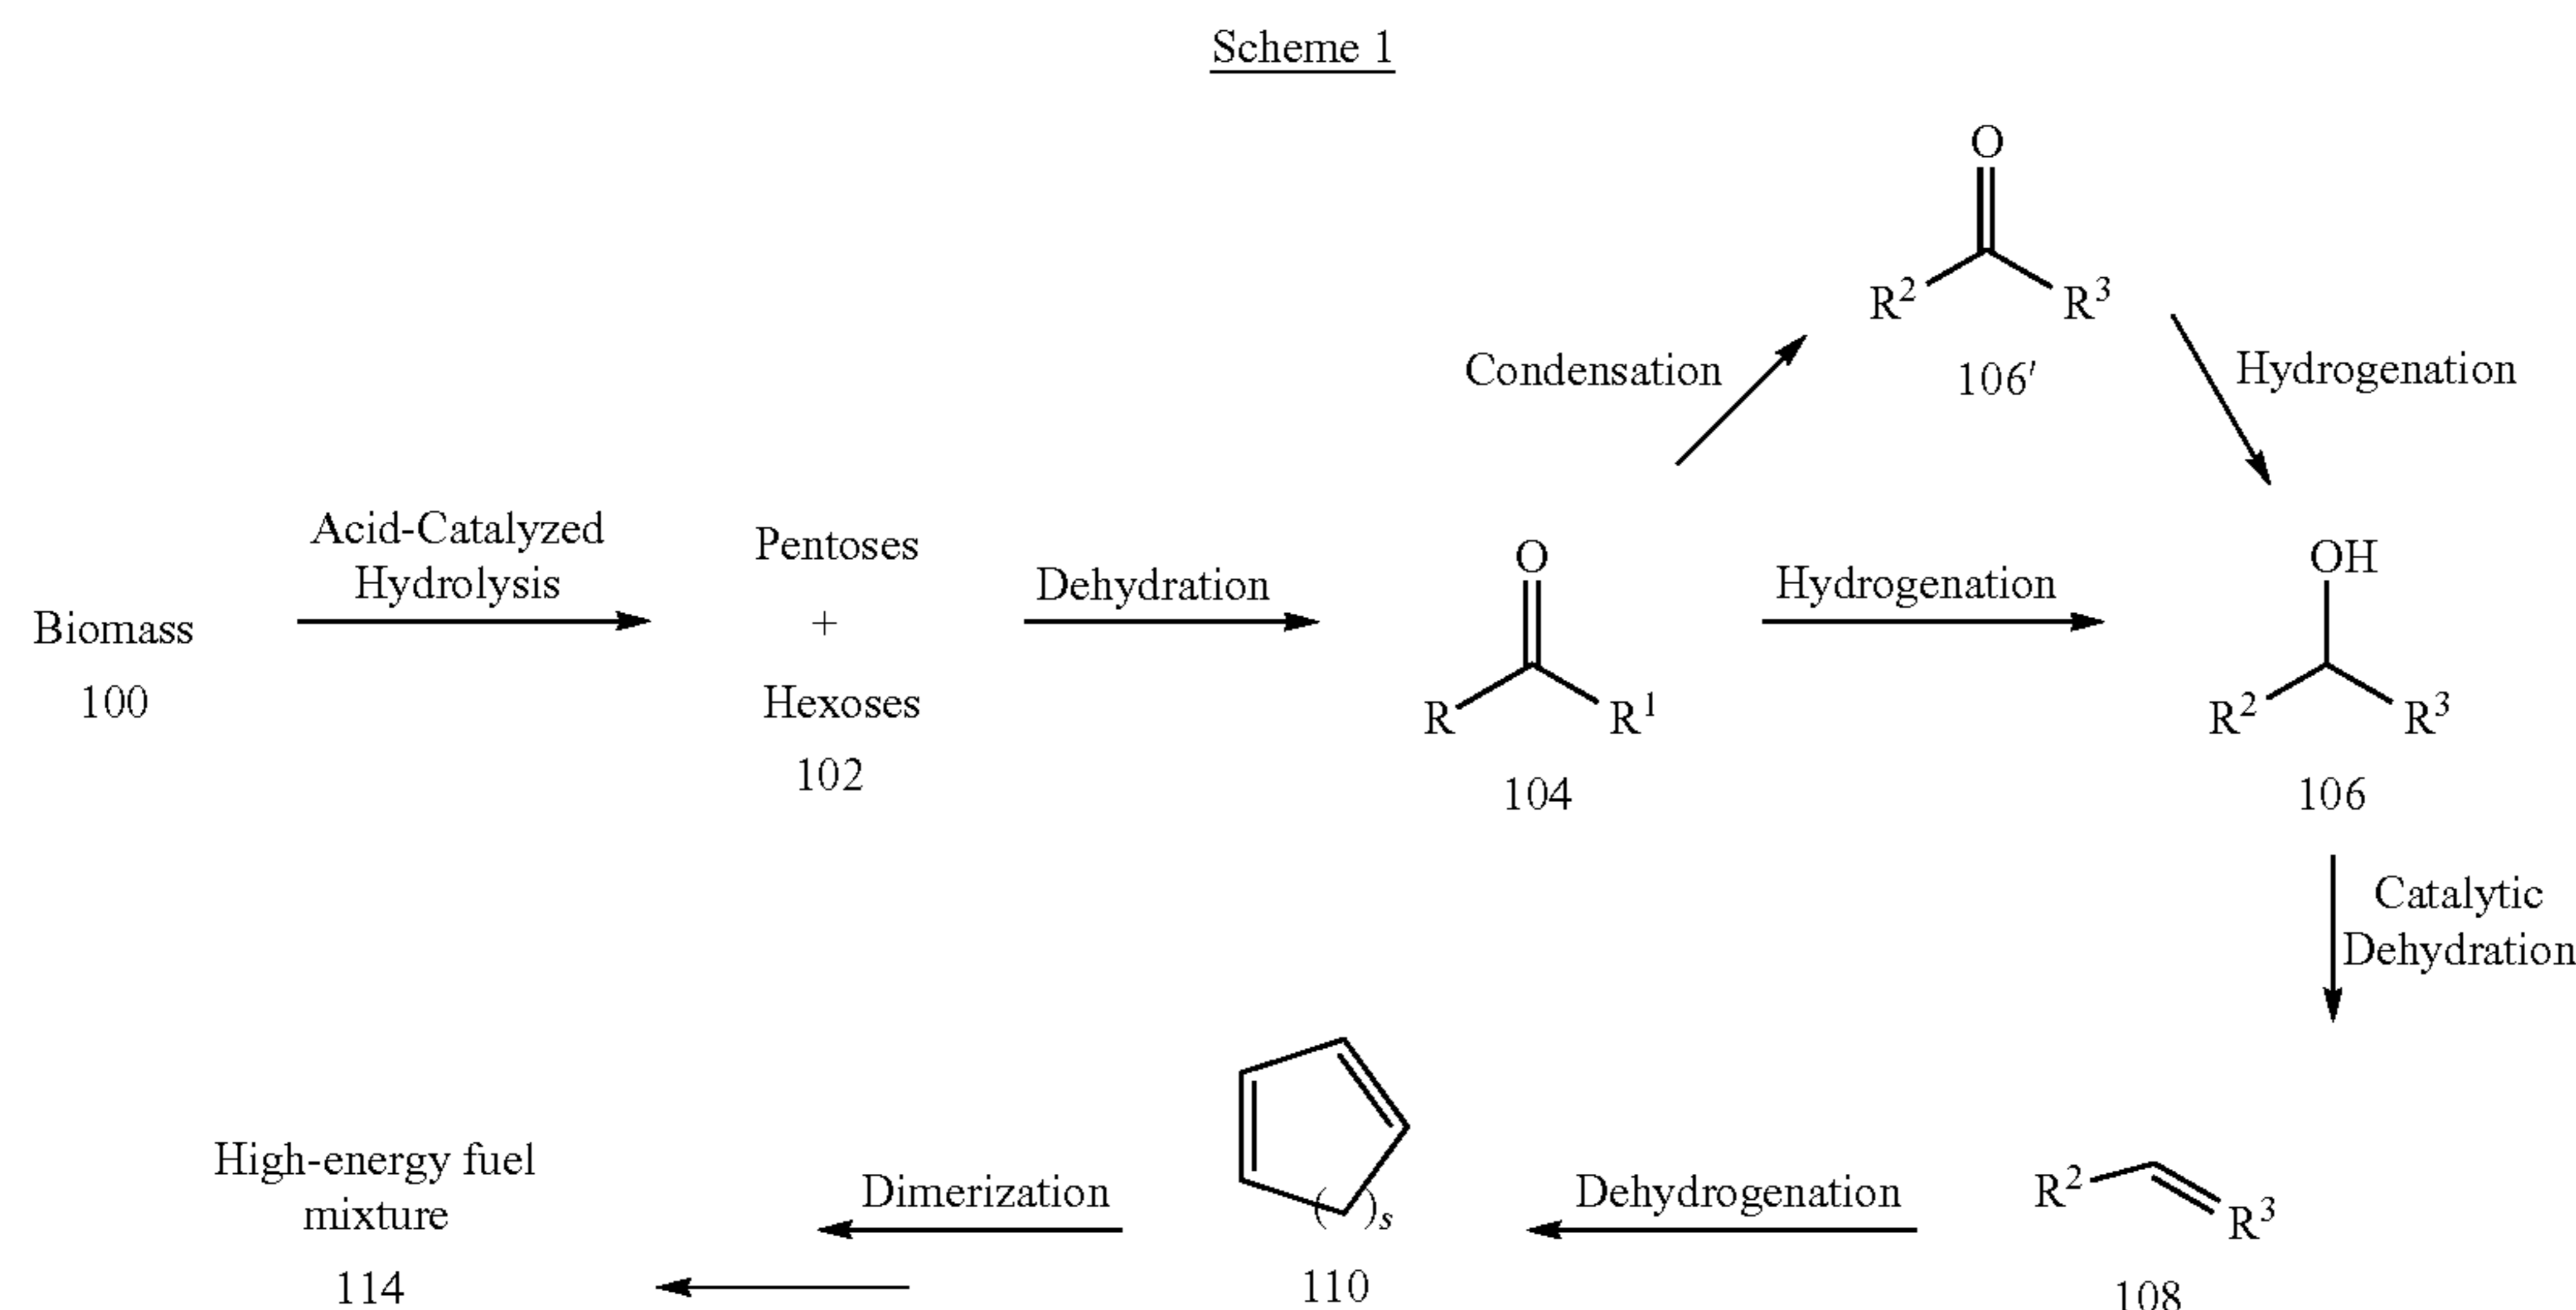 Scheme 1
O
R² R³
106′
Condensation
Hydrogenation
Acid-Catalyzed
Hydrolysis
Biomass
100
Pentoses
+
Hexoses
102
Dehydration
O
R R¹
104
Hydrogenation
OH
R² R³
106
Catalytic
Dehydration
R²
R³
108
Dehydrogenation
( )s
110
Dimerization
High-energy fuel
mixture
114